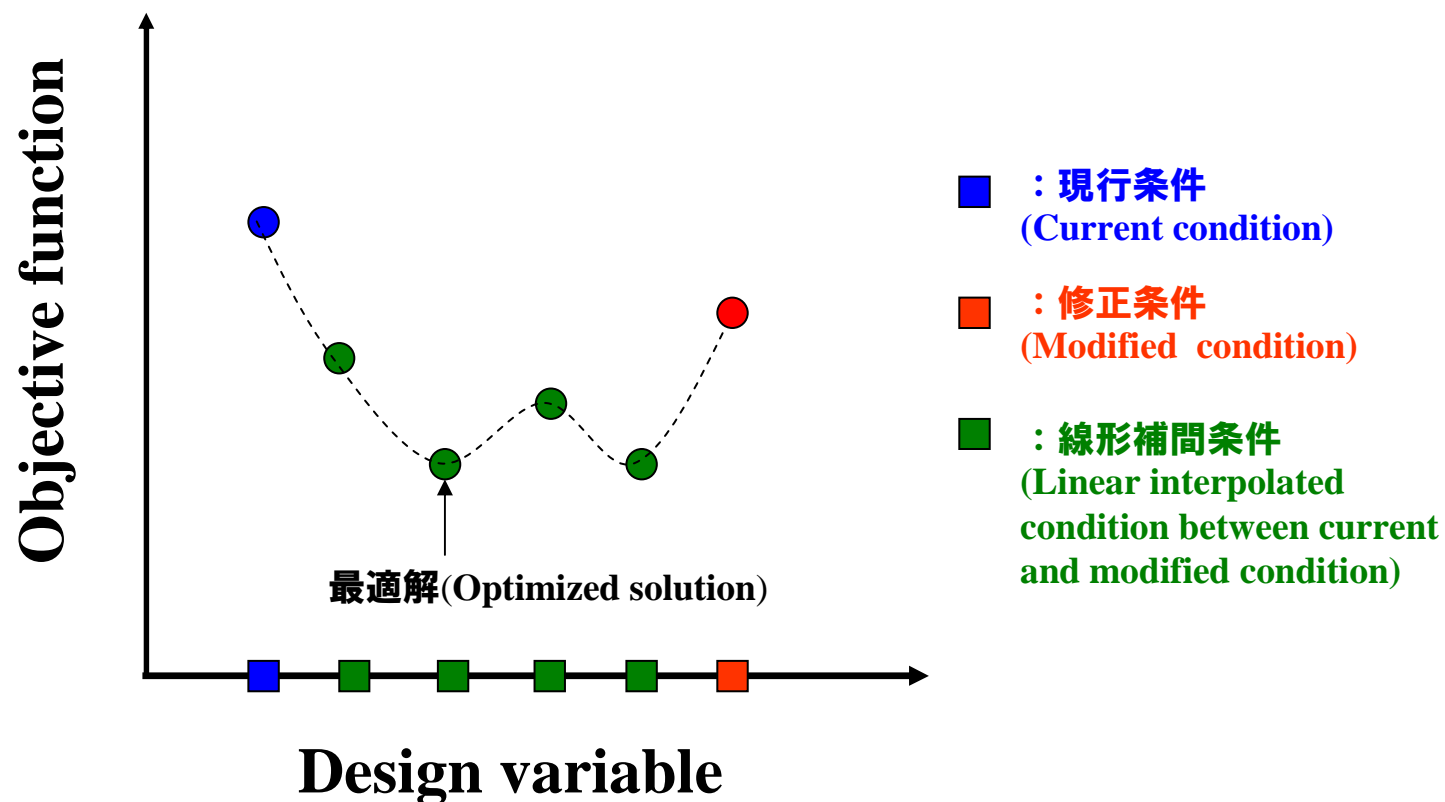 Objective function
：現行条件
(Current condition)
：修正条件
(Modified condition)
：線形補間条件
(Linear interpolated
condition between current
and modified condition)
最適解(Optimized solution)
Design variable